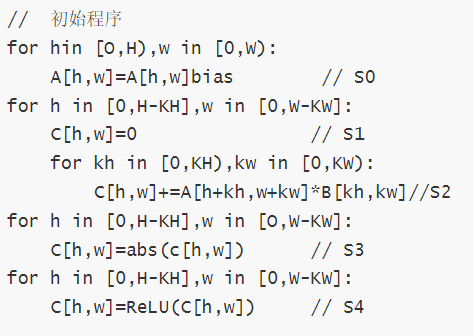 // 初始程序
for hin [O,H),w in [0,W):
    A[h,w]=A[h,w]bias        // S0
for h in [0,H-KH],w in [0,W-KW]:
    C[h,w]=0                // S1
    for kh in [0,KH),kw in [0,KW):
        C[h,w]+=A[h+kh,w+kw]*B[kh,kw]//S2
for h in [0,H-KH],w in [O,W-KW]:
    C[h,w]=abs(c[h,w])      // S3
for h in [0,H-KH],w in [0,W-KW]:
    C[h,w]=ReLU(C[h,w])     // S4